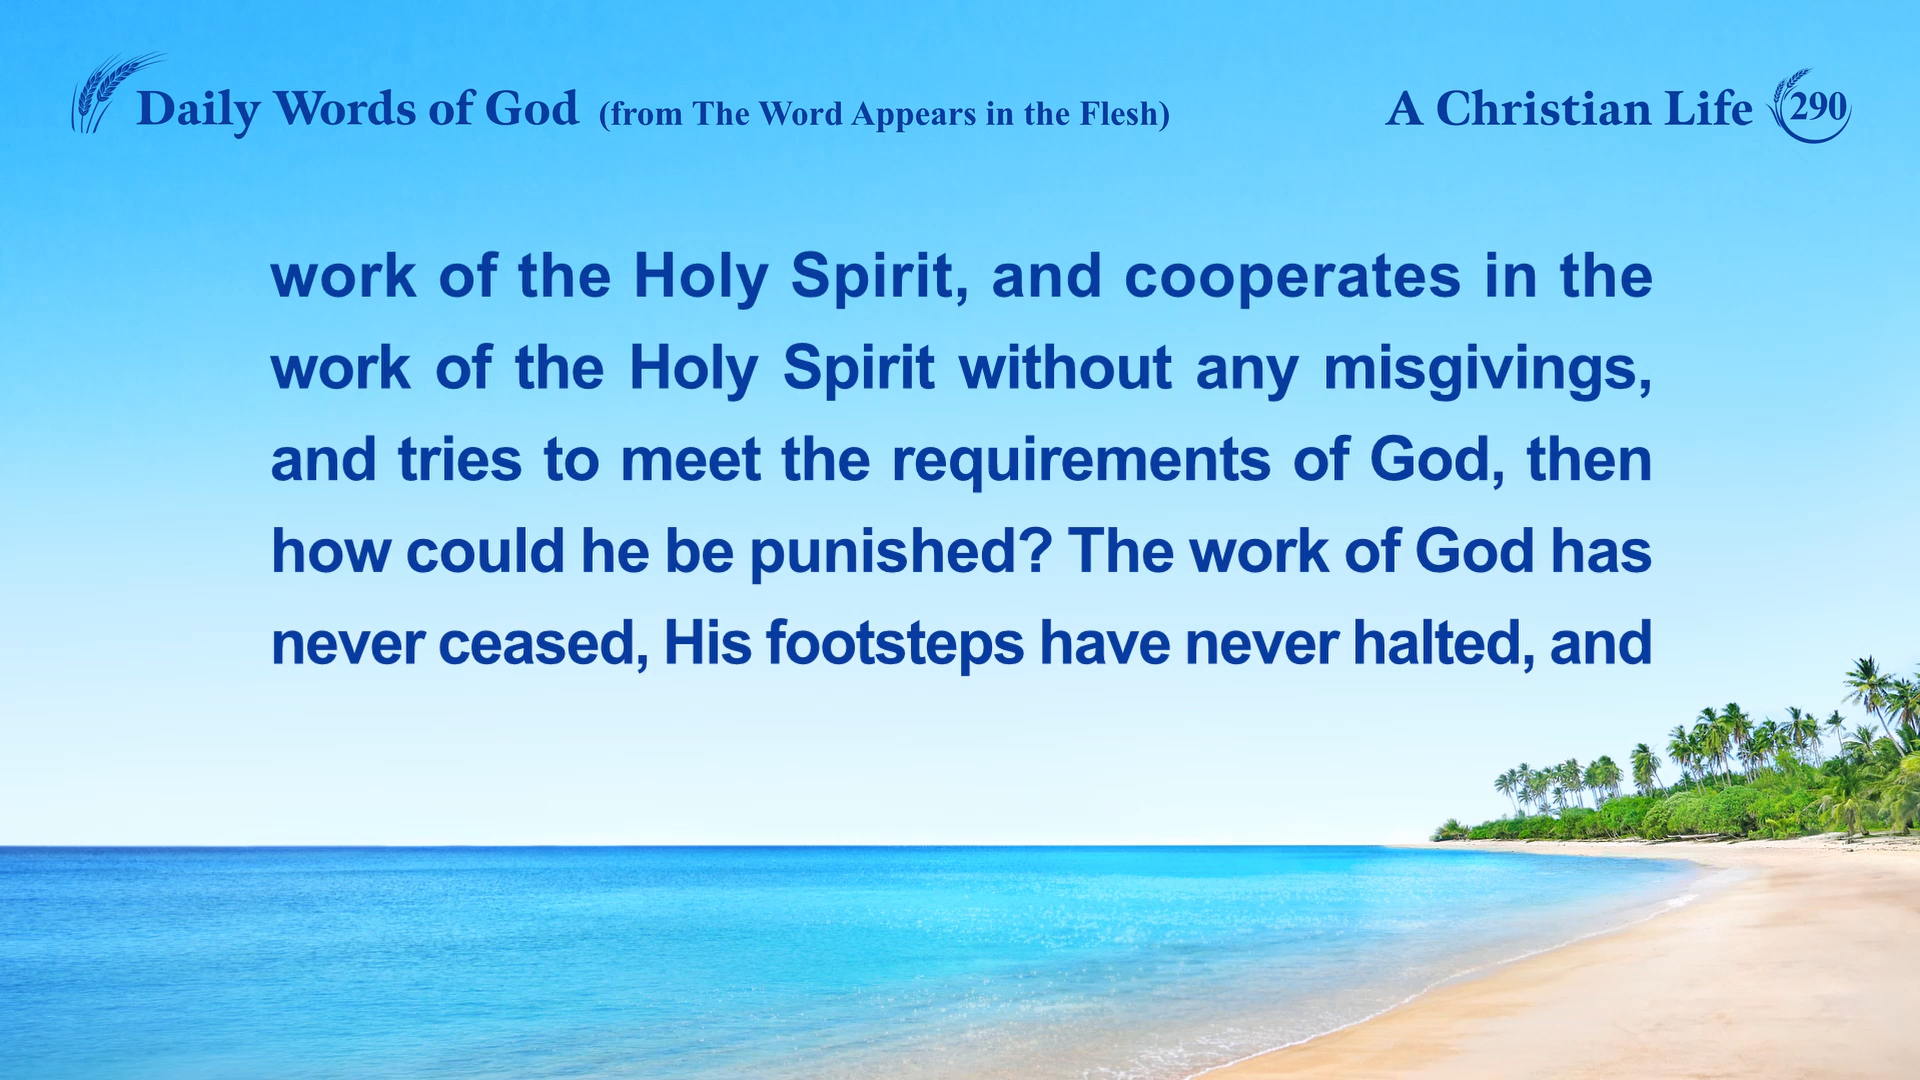 Daily Words of God (from The Word Appears in the Flesh)
A Christian Life 290
work of the Holy Spirit, and cooperates in the
work of the Holy Spirit without any misgivings,
and tries to meet the requirements of God, then
how could he be punished? The work of God has
never ceased, His footsteps have never halted, and